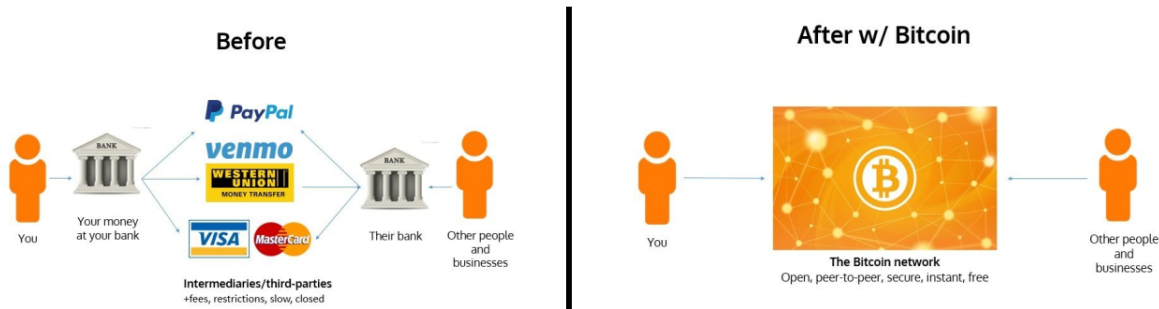 Before
PayPal
venmo
WESTERN
UNION
MONEY TRANSFER
VISA
MasterCard
BANK
BANK
You
Your money
at your bank
Their bank
Other people
and
businesses
Intermediaries/third-parties
+fees, restrictions, slow, closed
After w/ Bitcoin
You
The Bitcoin network
Open, peer-to-peer, secure, instant, free
Other people
and
businesses